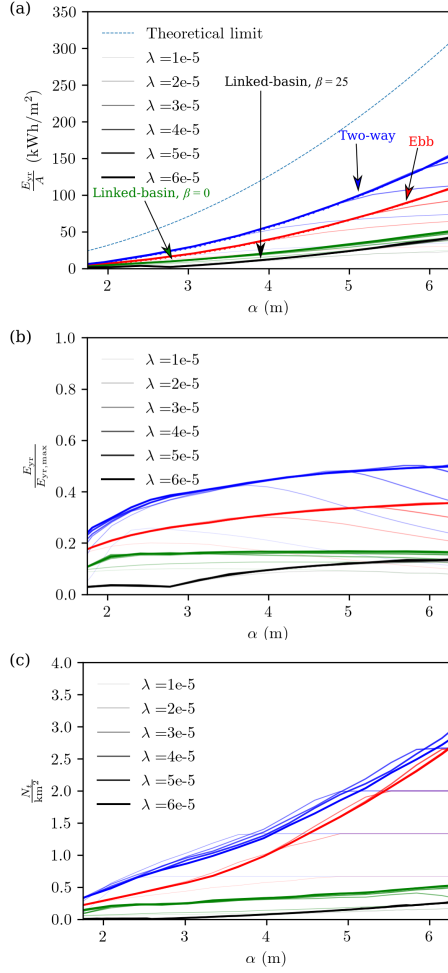 (a)
350
300
250
200
150
100
50
0
E_yr/A (kWh/m²)
Theoretical limit
λ =1e-5
λ =2e-5
λ =3e-5
λ =4e-5
λ =5e-5
λ =6e-5
Linked-basin, β = 25
Two-way
Ebb
Linked-basin, β = 0
2 3 4 5 6
α (m)
(b)
1.0
0.8
0.6
0.4
0.2
0.0
E_yr/E_yr,max
λ =1e-5
λ =2e-5
λ =3e-5
λ =4e-5
λ =5e-5
λ =6e-5
2 3 4 5 6
α (m)
(c)
4.0
3.5
3.0
2.5
2.0
1.5
1.0
0.5
0.0
N_t/km²
λ =1e-5
λ =2e-5
λ =3e-5
λ =4e-5
λ =5e-5
λ =6e-5
2 3 4 5 6
α (m)